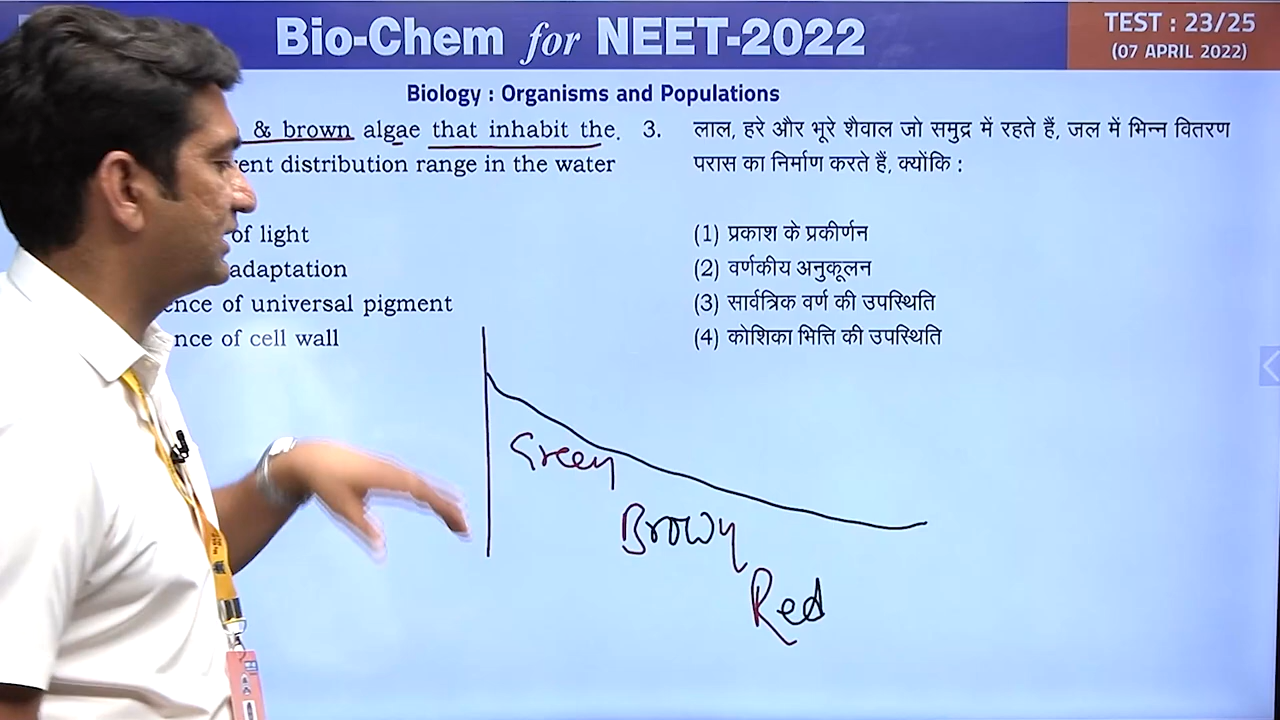 Bio-Chem for NEET-2022
TEST : 23/25
(07 APRIL 2022)
Biology : Organisms and Populations
& brown algae that inhabit the
distribution range in the water
of light
adaptation
of universal pigment
of cell wall
3. लाल, हरे और भूरे शैवाल जो समुद्र में रहते हैं, जल में भिन्न वितरण
परास का निर्माण करते हैं, क्योंकि :
(1) प्रकाश के प्रकीर्णन
(2) वर्णकीय अनुकूलन
(3) सार्वत्रिक वर्ण की उपस्थिति
(4) कोशिका भित्ति की उपस्थिति
Green
Brown
Red